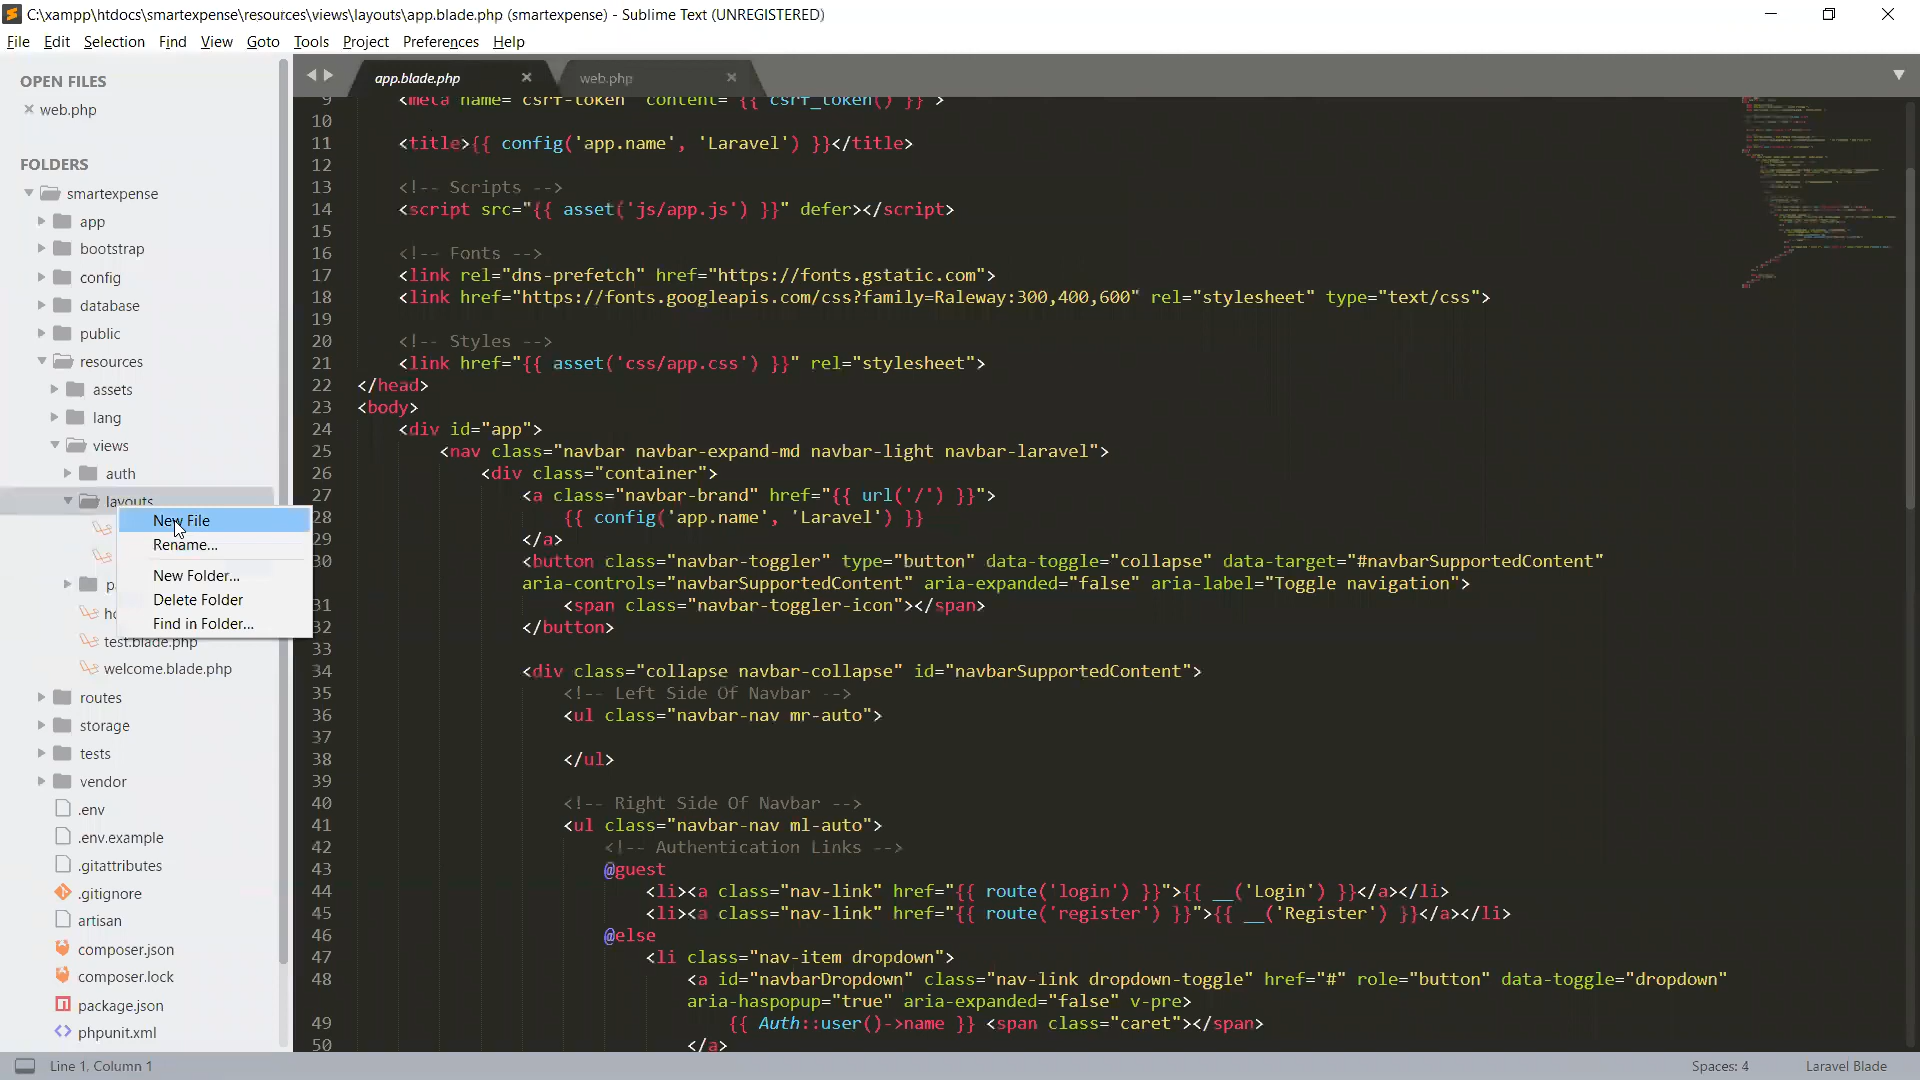 C:\xampp\htdocs\smartexpense\resources\views\layouts\app.blade.php (smartexpense) - Sublime Text (UNREGISTERED)
File Edit Selection Find View Goto Tools Project Preferences Help
OPEN FILES
web.php
FOLDERS
smartexpense
app
bootstrap
config
database
public
resources
assets
lang
views
auth
layouts
New File
Rename...
New Folder...
Delete Folder
Find in Folder...
test.blade.php
welcome.blade.php
routes
storage
tests
vendor
.env
.env.example
.gitattributes
.gitignore
artisan
composer.json
composer.lock
package.json
phpunit.xml
app.blade.php web.php
9 <meta name="csrf-token" content="{{ csrf_token() }}">
10
11 <title>{{ config('app.name', 'Laravel') }}</title>
12
13 <!-- Scripts -->
14 <script src="{{ asset('js/app.js') }}" defer></script>
15
16 <!-- Fonts -->
17 <link rel="dns-prefetch" href="https://fonts.gstatic.com">
18 <link href="https://fonts.googleapis.com/css?family=Raleway:300,400,600" rel="stylesheet" type="text/css">
19
20 <!-- Styles -->
21 <link href="{{ asset('css/app.css') }}" rel="stylesheet">
22 </head>
23 <body>
24 <div id="app">
25 <nav class="navbar navbar-expand-md navbar-light navbar-laravel">
26 <div class="container">
27 <a class="navbar-brand" href="{{ url('/') }}">
28 {{ config('app.name', 'Laravel') }}
29 </a>
30 <button class="navbar-toggler" type="button" data-toggle="collapse" data-target="#navbarSupportedContent"
aria-controls="navbarSupportedContent" aria-expanded="false" aria-label="Toggle navigation">
31 <span class="navbar-toggler-icon"></span>
32 </button>
33
34 <div class="collapse navbar-collapse" id="navbarSupportedContent">
35 <!-- Left Side Of Navbar -->
36 <ul class="navbar-nav mr-auto">
37
38 </ul>
39
40 <!-- Right Side Of Navbar -->
41 <ul class="navbar-nav ml-auto">
42 <!-- Authentication Links -->
43 @guest
44 <li><a class="nav-link" href="{{ route('login') }}">{{ __('Login') }}</a></li>
45 <li><a class="nav-link" href="{{ route('register') }}">{{ __('Register') }}</a></li>
46 @else
47 <li class="nav-item dropdown">
48 <a id="navbarDropdown" class="nav-link dropdown-toggle" href="#" role="button" data-toggle="dropdown"
aria-haspopup="true" aria-expanded="false" v-pre>
49 {{ Auth::user()->name }} <span class="caret"></span>
50 </a>
Line 1, Column 1
Spaces: 4
Laravel Blade